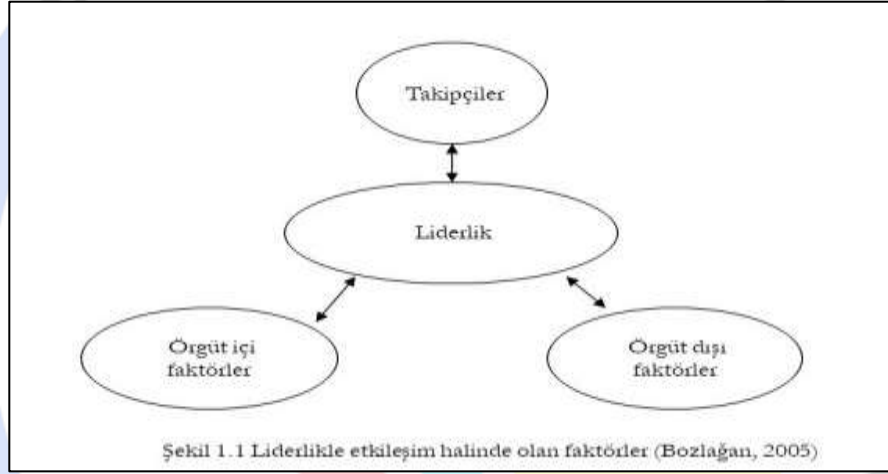 Takipçiler
Liderlik
Örgüt içi
faktörler
Örgüt dışı
faktörler
Şekil 1.1 Liderlikle etkileşim halinde olan faktörler (Bozlağan, 2005)